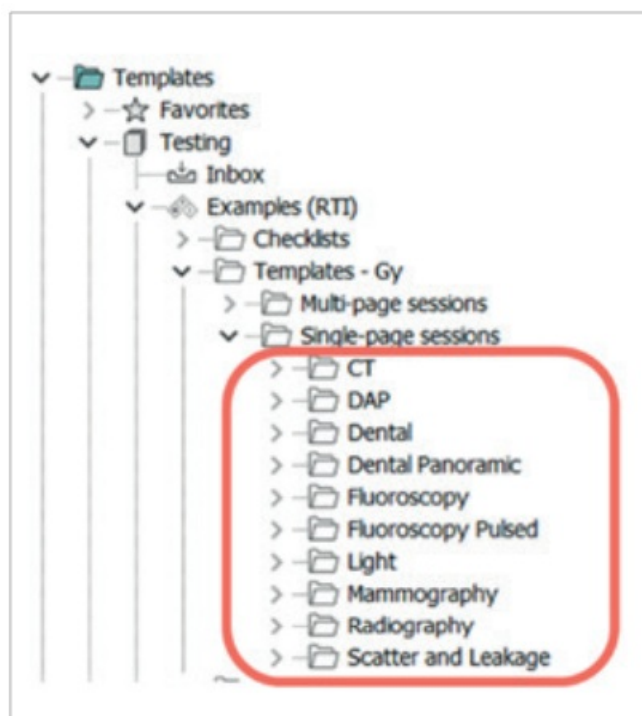 Templates
Favorites
Testing
Inbox
Examples (RTI)
Checklists
Templates - Gy
Multi-page sessions
Single-page sessions
CT
DAP
Dental
Dental Panoramic
Fluoroscopy
Fluoroscopy Pulsed
Light
Mammography
Radiography
Scatter and Leakage